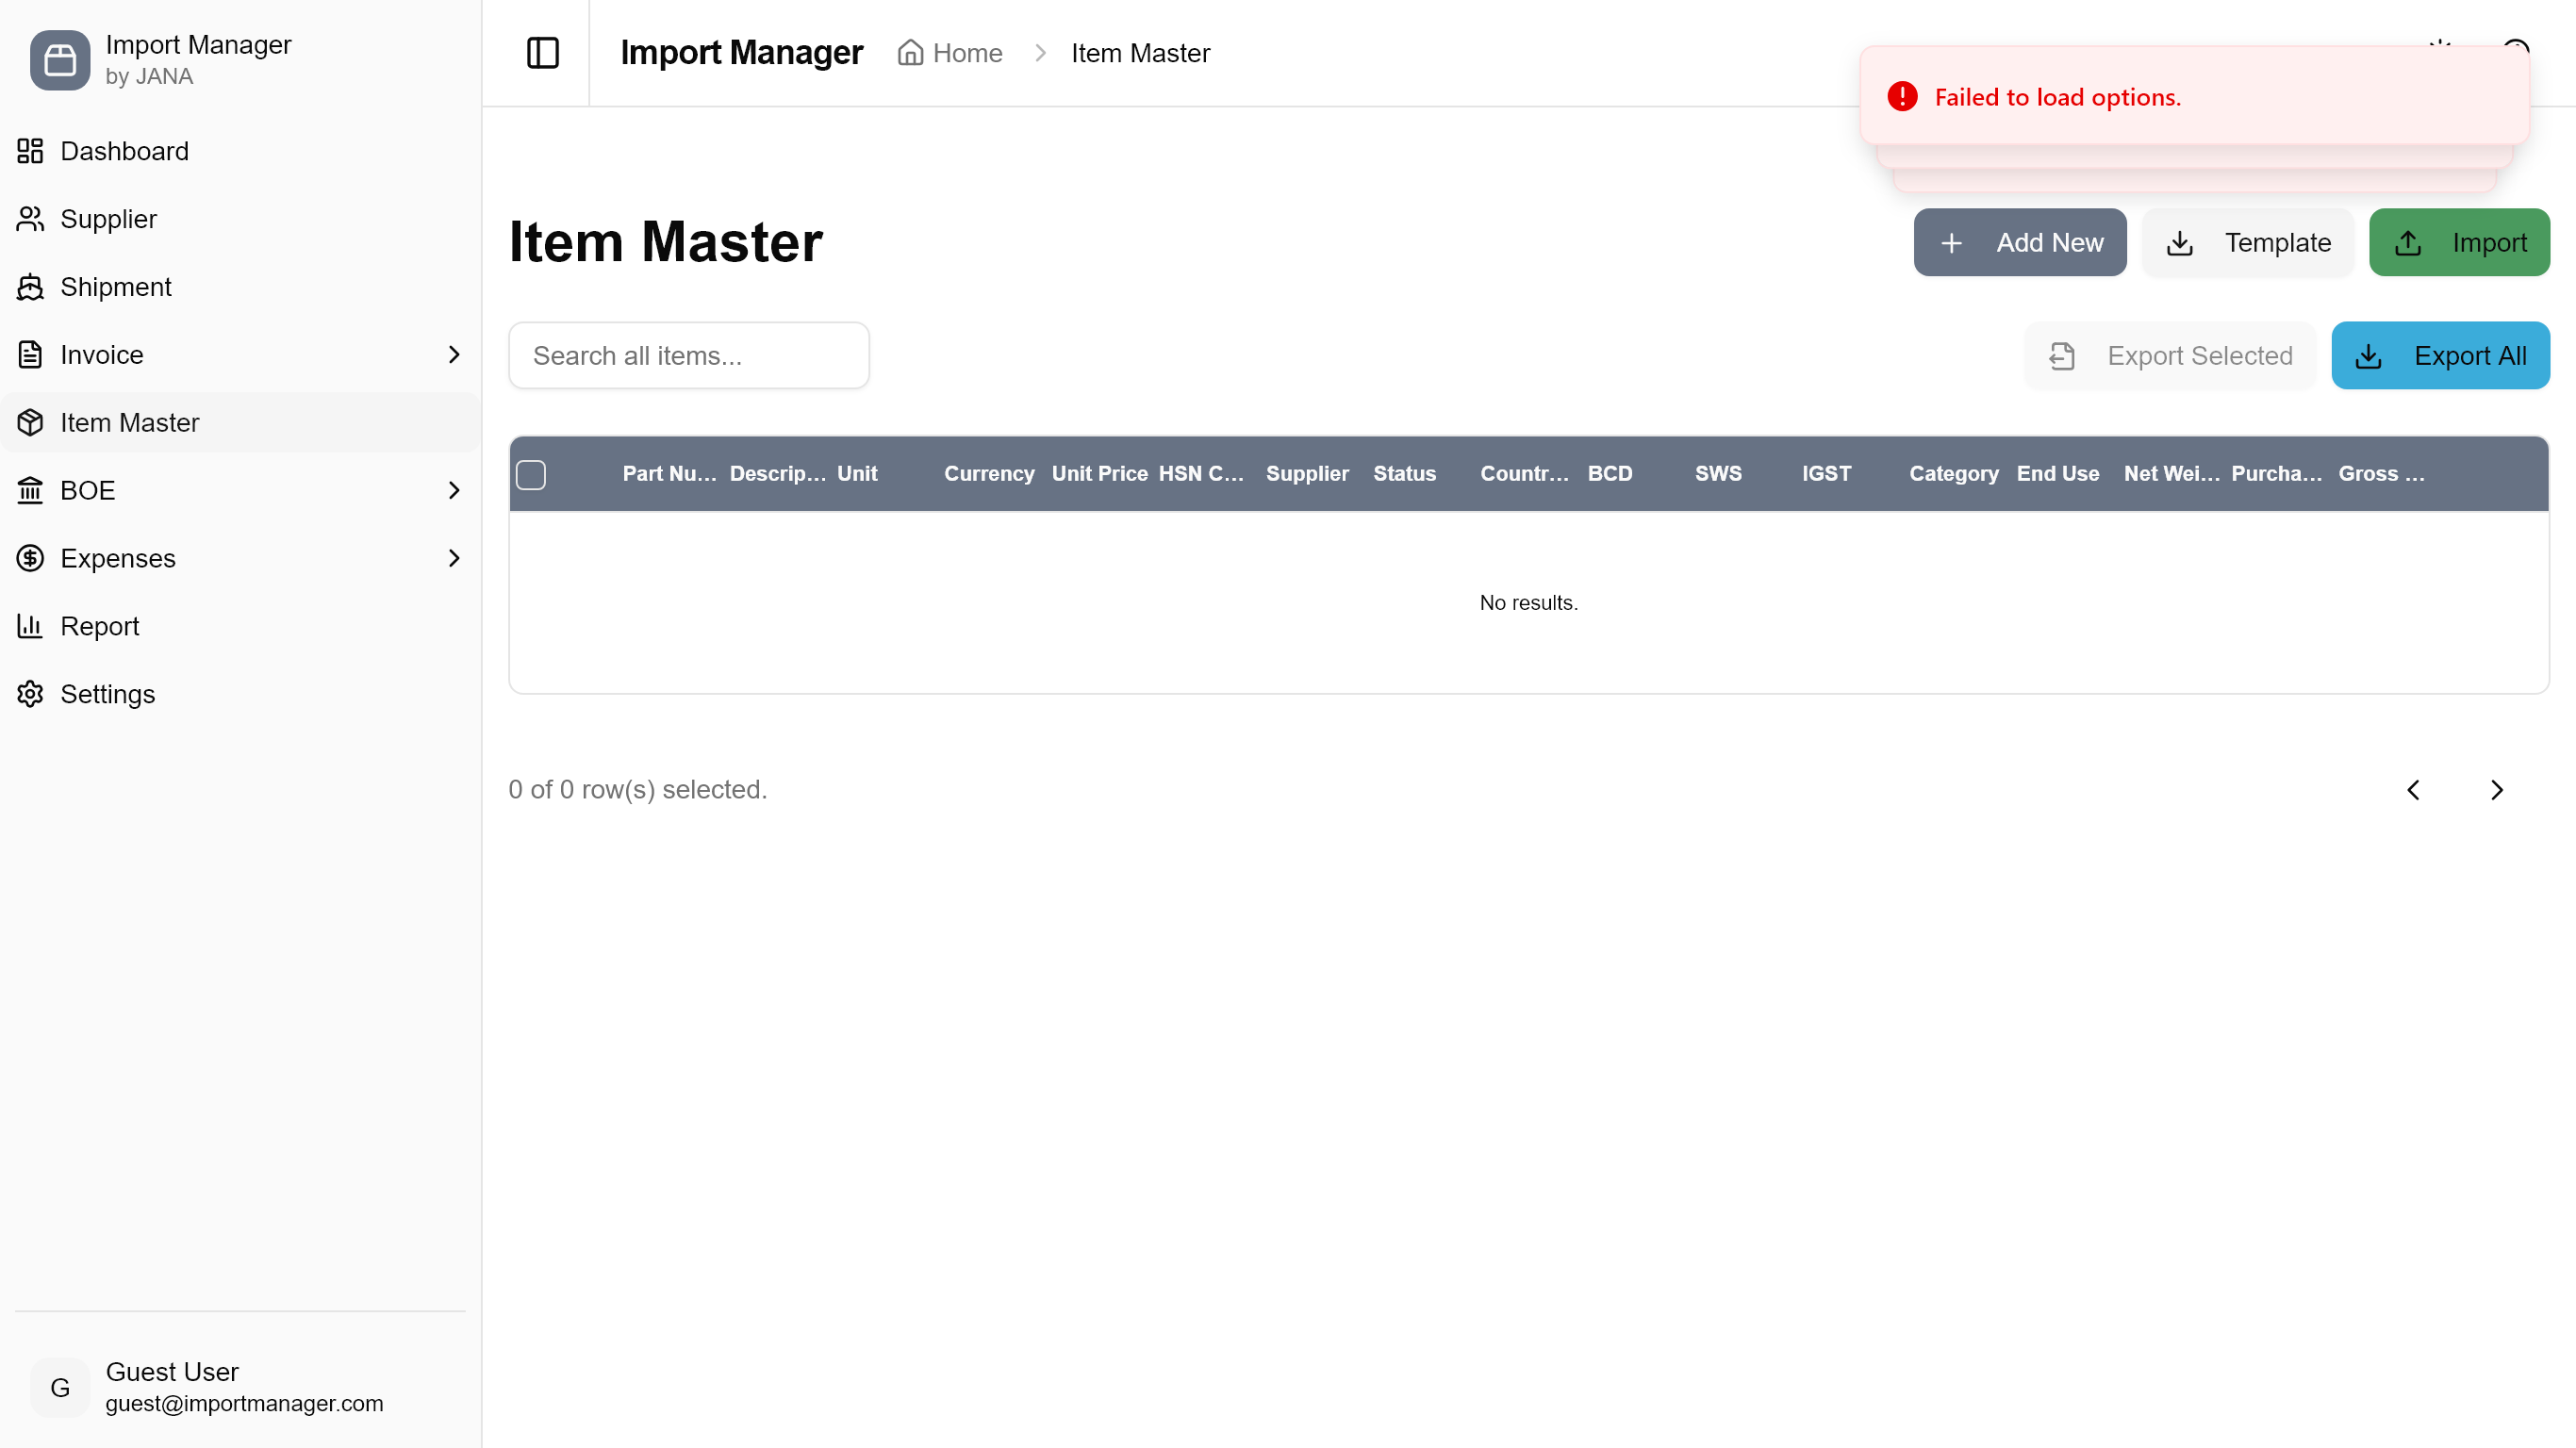 Import Manager
by JANA
Dashboard
Supplier
Shipment
Invoice
Item Master
BOE
Expenses
Report
Settings
Guest User
guest@importmanager.com
G
Import Manager
Home
Item Master
Failed to load options.
Item Master
Add New
Template
Import
Search all items...
Export Selected
Export All
Part Nu... Descrip... Unit Currency Unit Price HSN C... Supplier Status Countr... BCD SWS IGST Category End Use Net Wei... Purcha... Gross ...
No results.
0 of 0 row(s) selected.